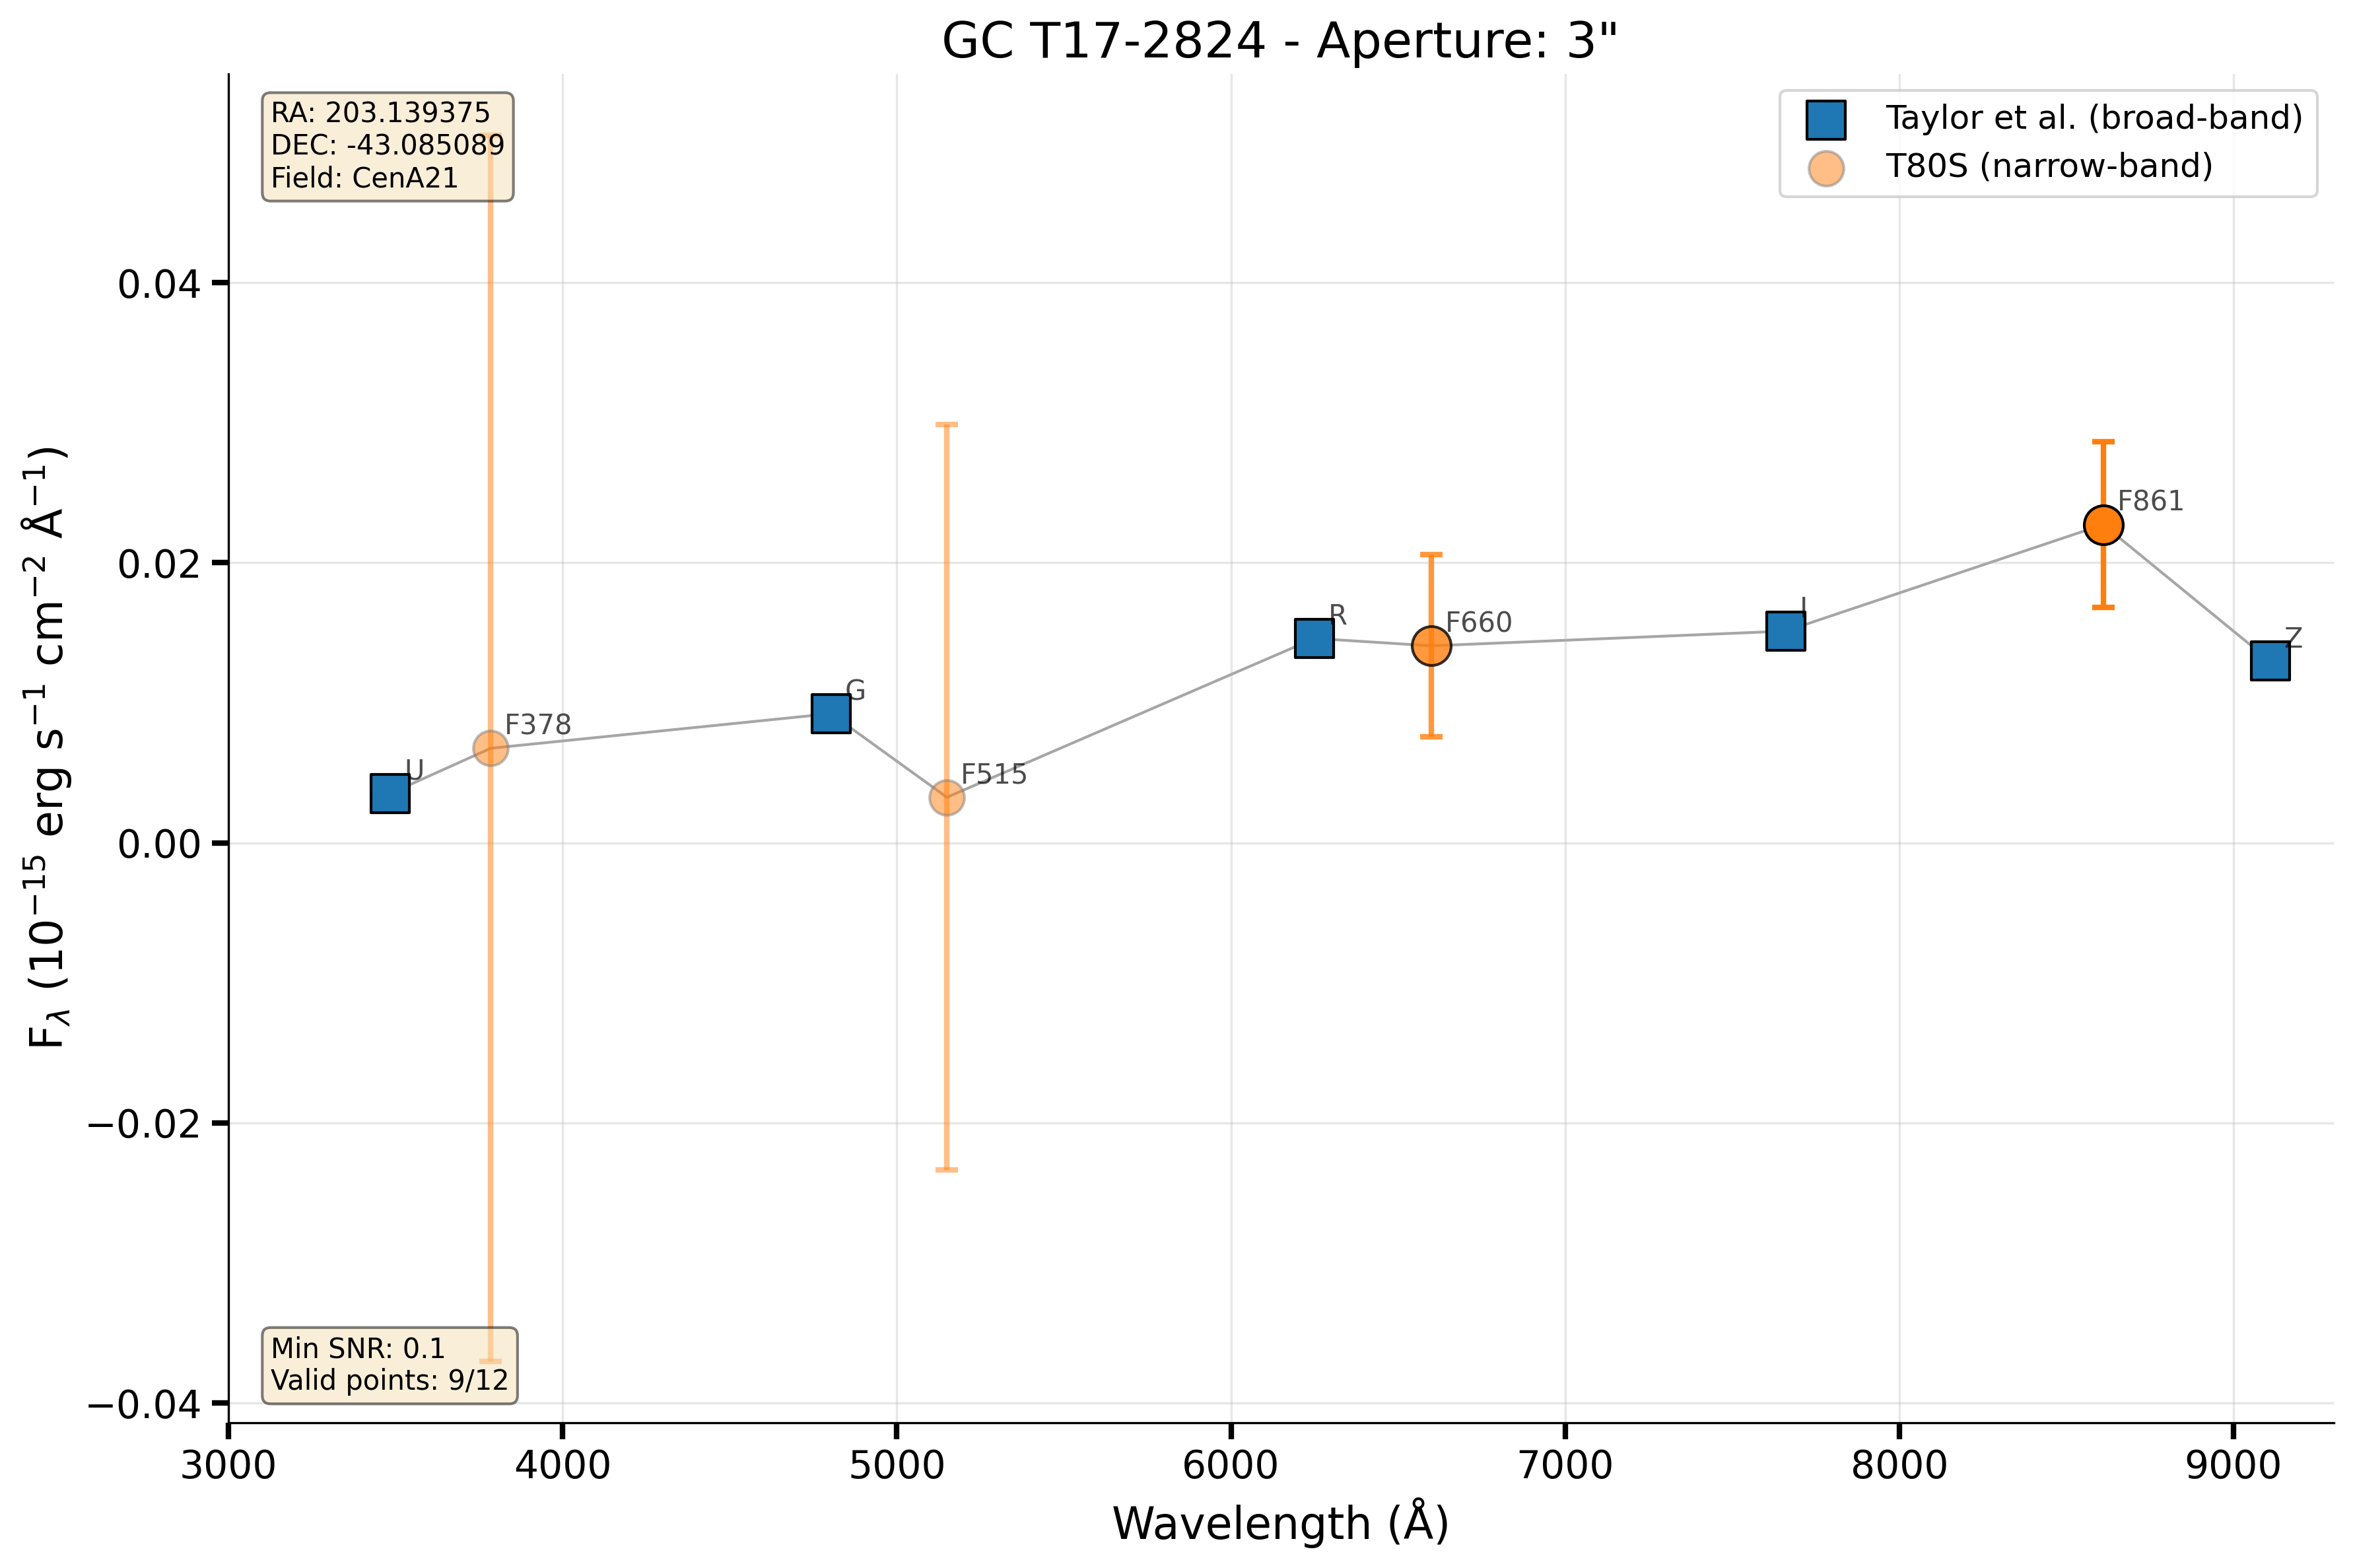 GC T17-2824 - Aperture: 3"
RA: 203.139375
DEC: -43.085089
Field: CenA21
Taylor et al. (broad-band)
T80S (narrow-band)
F_λ (10⁻¹⁵ erg s⁻¹ cm⁻² Å⁻¹)
0.04
0.02
0.00
−0.02
−0.04
U
F378
G
F515
R
F660
I
F861
Z
Min SNR: 0.1
Valid points: 9/12
3000 4000 5000 6000 7000 8000 9000
Wavelength (Å)